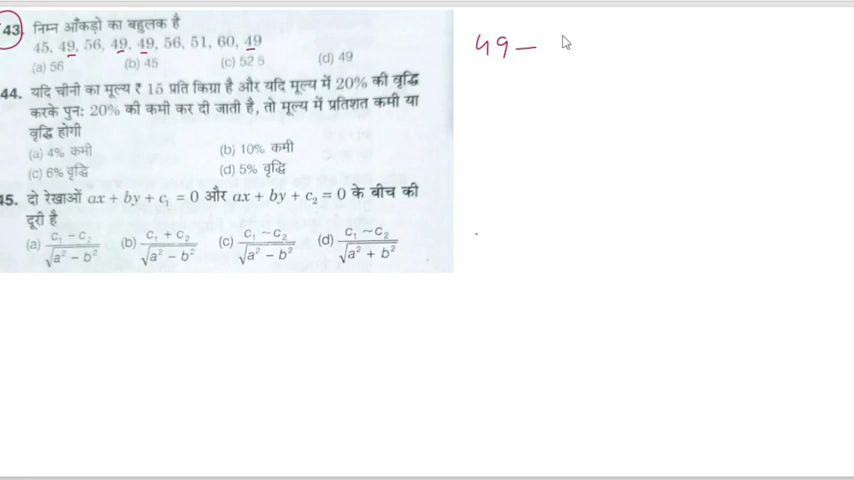 43. निम्न आँकड़ो का बहुलक है
45, 49, 56, 49, 49, 56, 51, 60, 49
(a) 56 (b) 45 (c) 52 5 (d) 49
44. यदि चीनी का मूल्य ₹ 15 प्रति किग्रा है और यदि मूल्य में 20% की वृद्धि
करके पुनः 20% की कमी कर दी जाती है, तो मूल्य में प्रतिशत कमी या
वृद्धि होगी
(a) 4% कमी (b) 10% कमी
(c) 6% वृद्धि (d) 5% वृद्धि
45. दो रेखाओं ax + by + c₁ = 0 और ax + by + c₂ = 0 के बीच की
दूरी है
(a) (c₁ − c₂)/√(a² − b²) (b) (c₁ + c₂)/√(a² − b²) (c) (c₁ ~ c₂)/√(a² − b²) (d) (c₁ ~ c₂)/√(a² + b²)
49 —